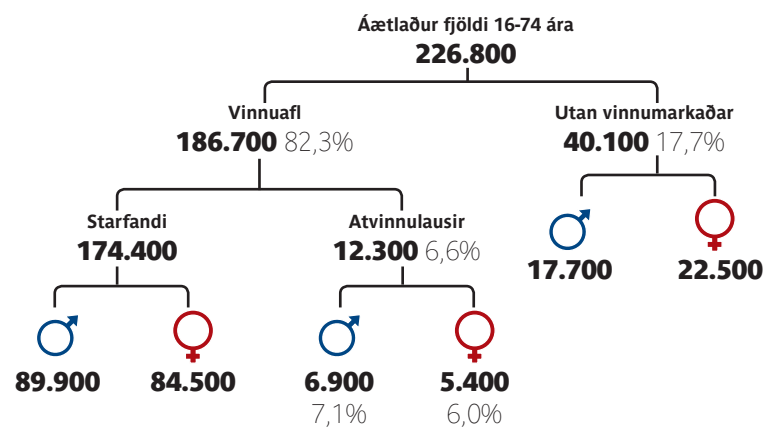 Áætlaður fjöldi 16-74 ára
226.800
Vinnuafl
186.700 82,3%
Utan vinnumarkaðar
40.100 17,7%
Starfandi
174.400
Atvinnulausir
12.300 6,6%
17.700
22.500
89.900
84.500
6.900
7,1%
5.400
6,0%